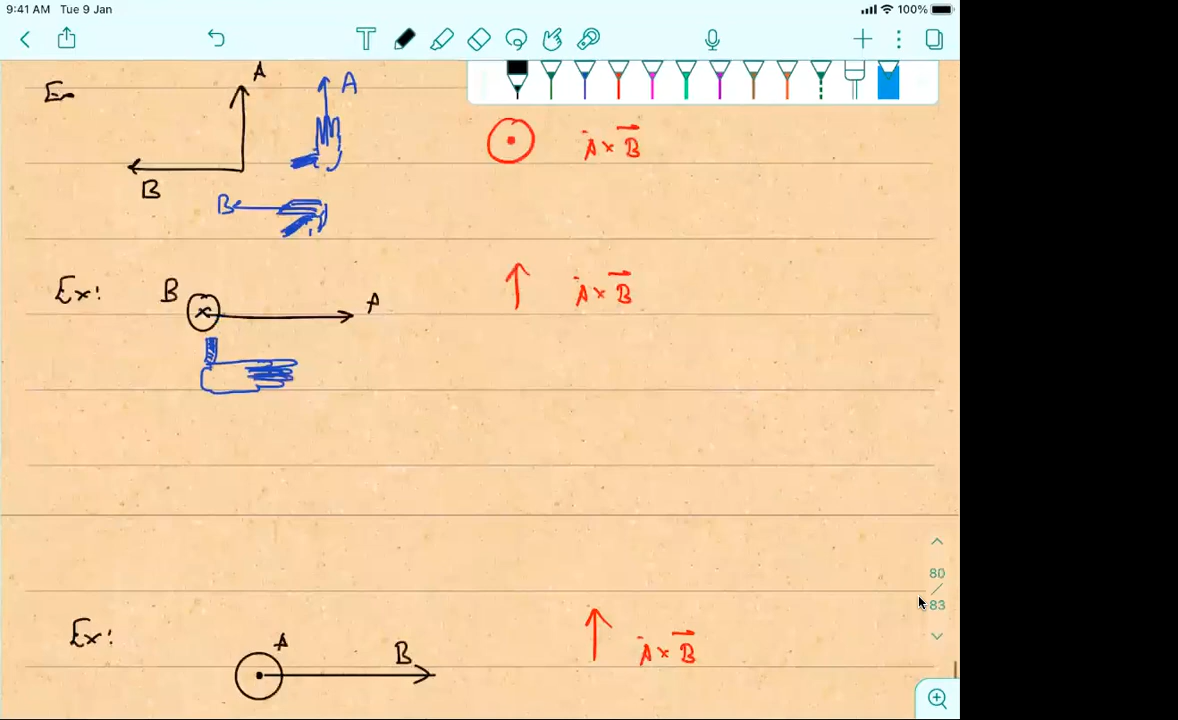 9:41 AM Tue 9 Jan 100%
Ex A A
A × B
B
B
Ex: B A A × B
80
83
Ex: A B A × B